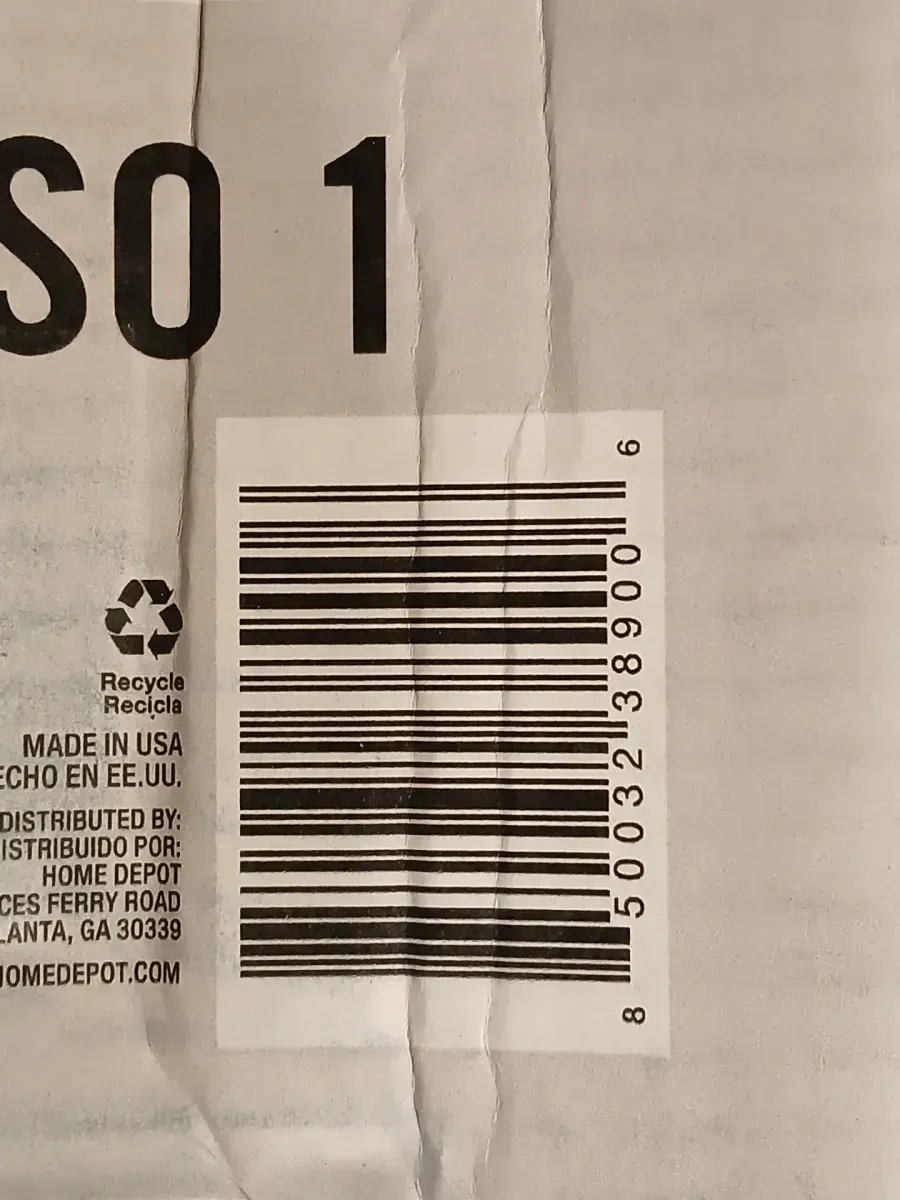 SO 1
Recycle
Recicla
MADE IN USA
ECHO EN EE.UU.
DISTRIBUTED BY:
ISTRIBUIDO POR:
HOME DEPOT
CES FERRY ROAD
LANTA, GA 30339
HOMEDEPOT.COM
8 50032 38900 6